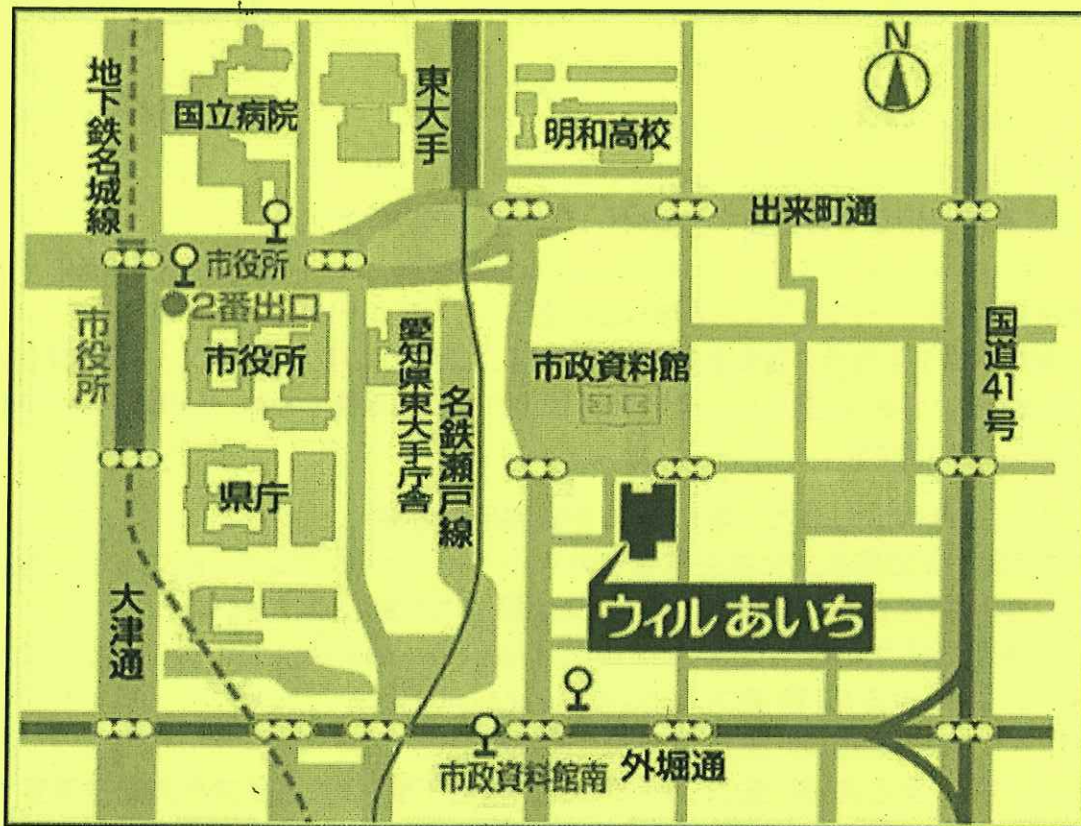 N
地下鉄名城線
国立病院
東大手
明和高校
出来町通
市役所
2番出口
市役所
市役所
愛知県東大手庁舎
名鉄瀬戸線
市政資料館
国道41号
県庁
ウィルあいち
大津通
市政資料館南
外堀通